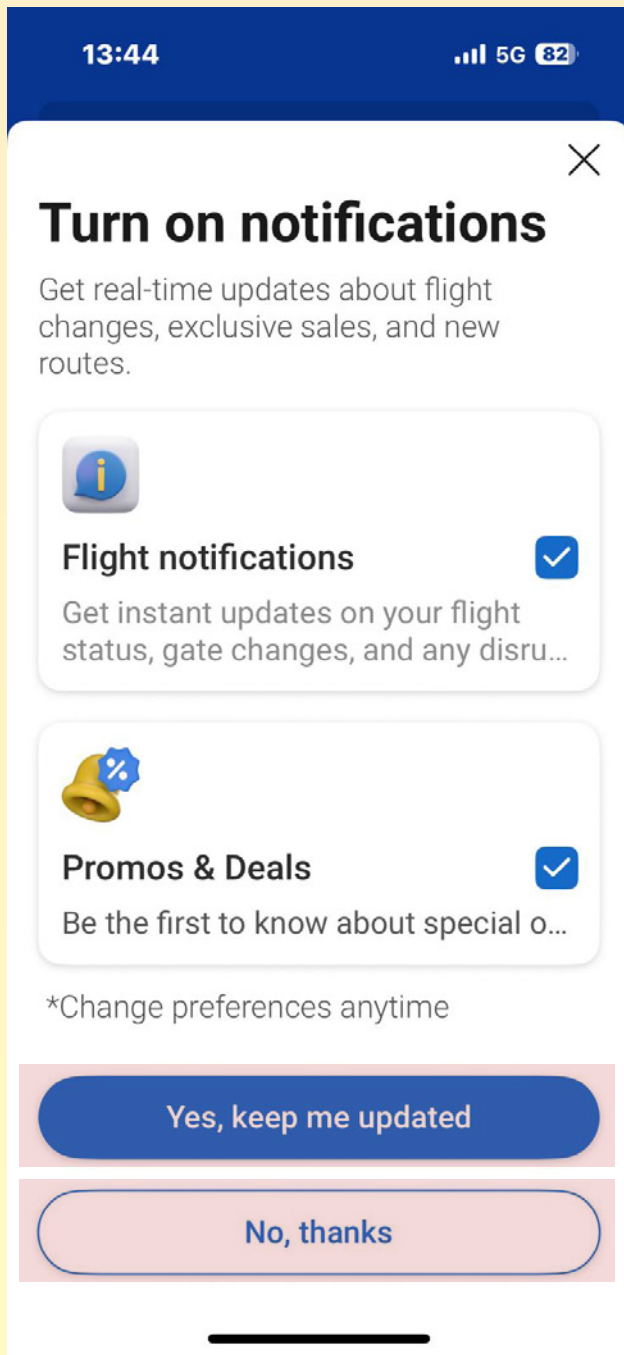 13:44
5G 82
Turn on notifications
Get real-time updates about flight
changes, exclusive sales, and new
routes.
i
Flight notifications
Get instant updates on your flight
status, gate changes, and any disru...
%
Promos & Deals
Be the first to know about special o...
*Change preferences anytime
Yes, keep me updated
No, thanks